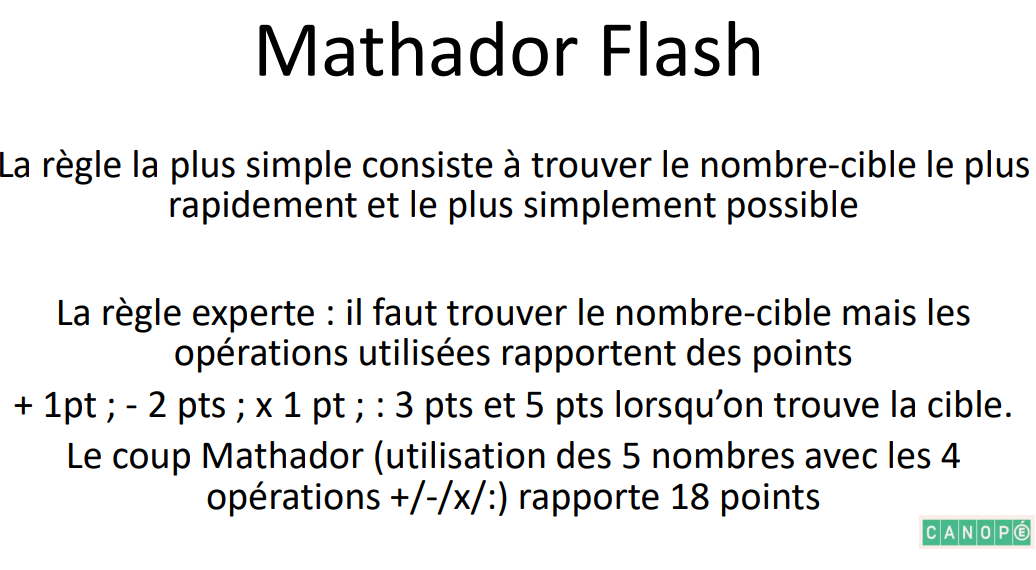 Mathador Flash
La règle la plus simple consiste à trouver le nombre-cible le plus
rapidement et le plus simplement possible
La règle experte : il faut trouver le nombre-cible mais les
opérations utilisées rapportent des points
+ 1pt ; - 2 pts ; x 1 pt ; : 3 pts et 5 pts lorsqu’on trouve la cible.
Le coup Mathador (utilisation des 5 nombres avec les 4
opérations +/-/x/:) rapporte 18 points
CANOPÉ